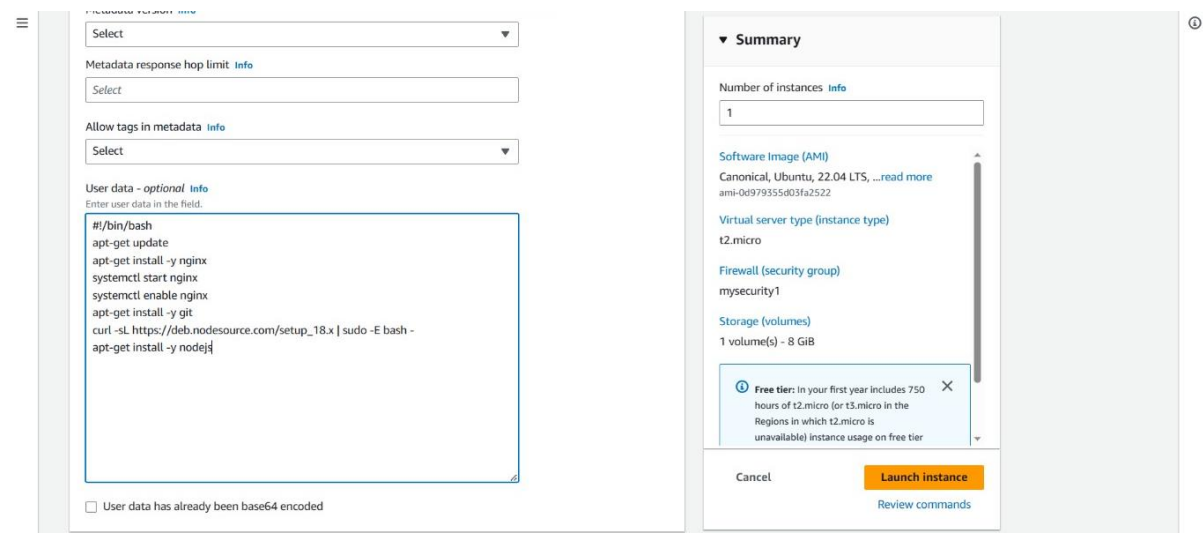 Metadata version Info
Select
Metadata response hop limit Info
Select
Allow tags in metadata Info
Select
User data - optional Info
Enter user data in the field.
#!/bin/bash
apt-get update
apt-get install -y nginx
systemctl start nginx
systemctl enable nginx
apt-get install -y git
curl -sL https://deb.nodesource.com/setup_18.x | sudo -E bash -
apt-get install -y nodejs
User data has already been base64 encoded
Summary
Number of instances Info
1
Software Image (AMI)
Canonical, Ubuntu, 22.04 LTS, ...read more
ami-0d979355d03fa2522
Virtual server type (instance type)
t2.micro
Firewall (security group)
mysecurity1
Storage (volumes)
1 volume(s) - 8 GiB
Free tier: In your first year includes 750
hours of t2.micro (or t3.micro in the
Regions in which t2.micro is
unavailable) instance usage on free tier
Cancel
Launch instance
Review commands